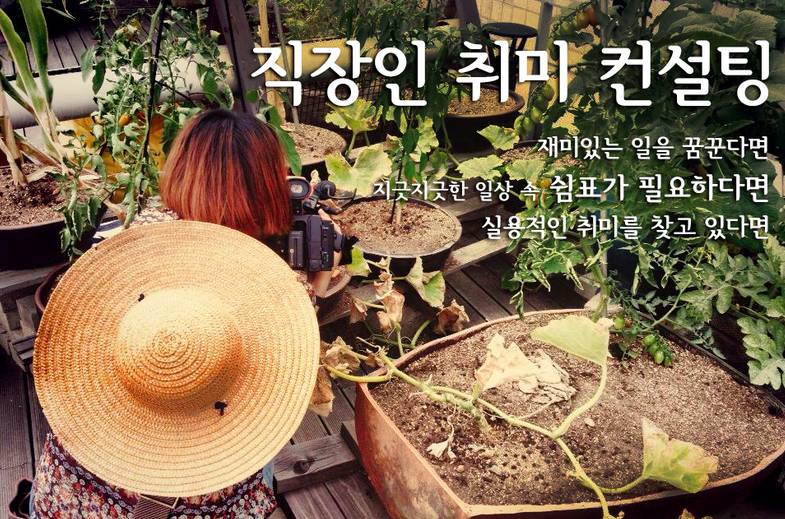 직장인 취미 컨설팅
재미있는 일을 꿈꾼다면
지긋지긋한 일상 속 쉼표가 필요하다면
실용적인 취미를 찾고 있다면